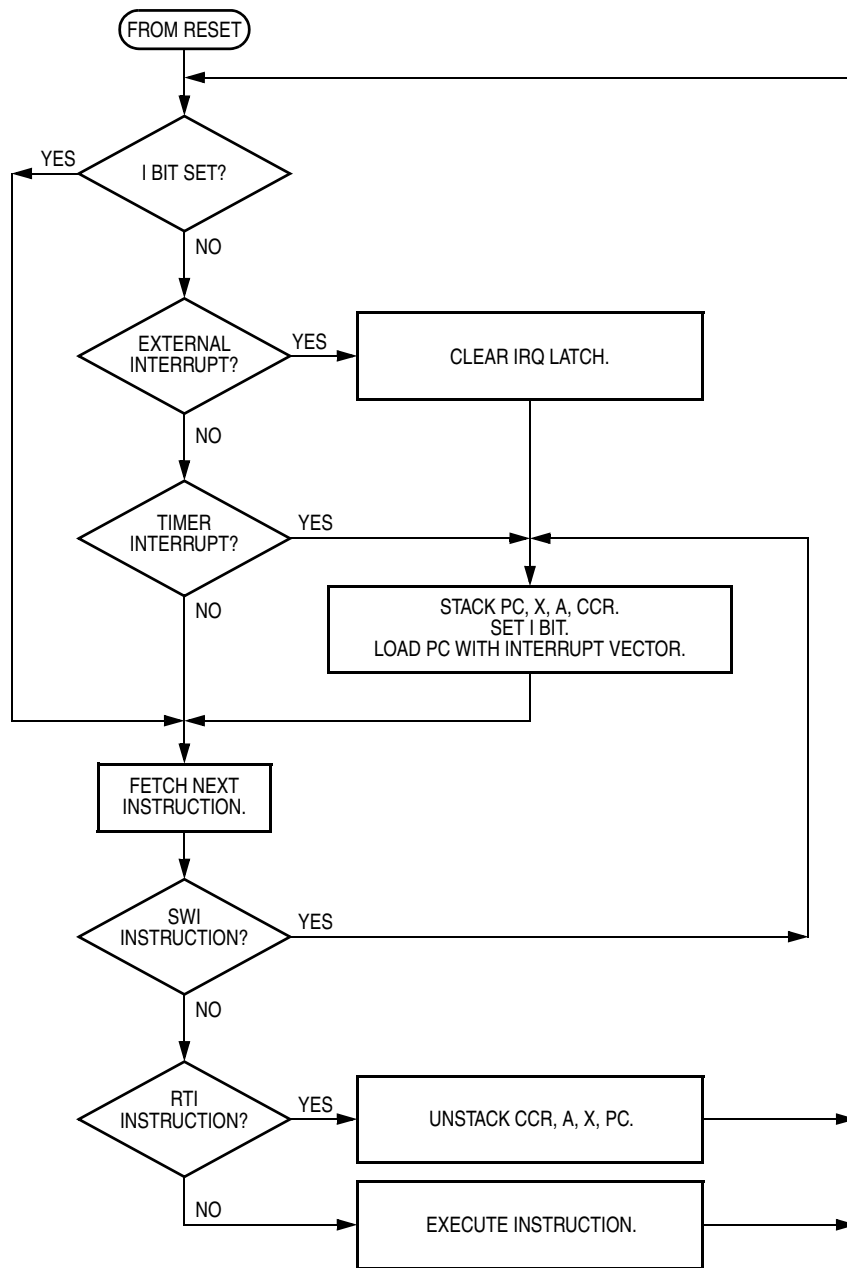 FROM RESET
YES
I BIT SET?
NO
EXTERNAL
INTERRUPT?
YES
CLEAR IRQ LATCH.
NO
TIMER
INTERRUPT?
YES
NO
STACK PC, X, A, CCR.
SET I BIT.
LOAD PC WITH INTERRUPT VECTOR.
FETCH NEXT
INSTRUCTION.
SWI
INSTRUCTION?
YES
NO
RTI
INSTRUCTION?
YES
UNSTACK CCR, A, X, PC.
NO
EXECUTE INSTRUCTION.